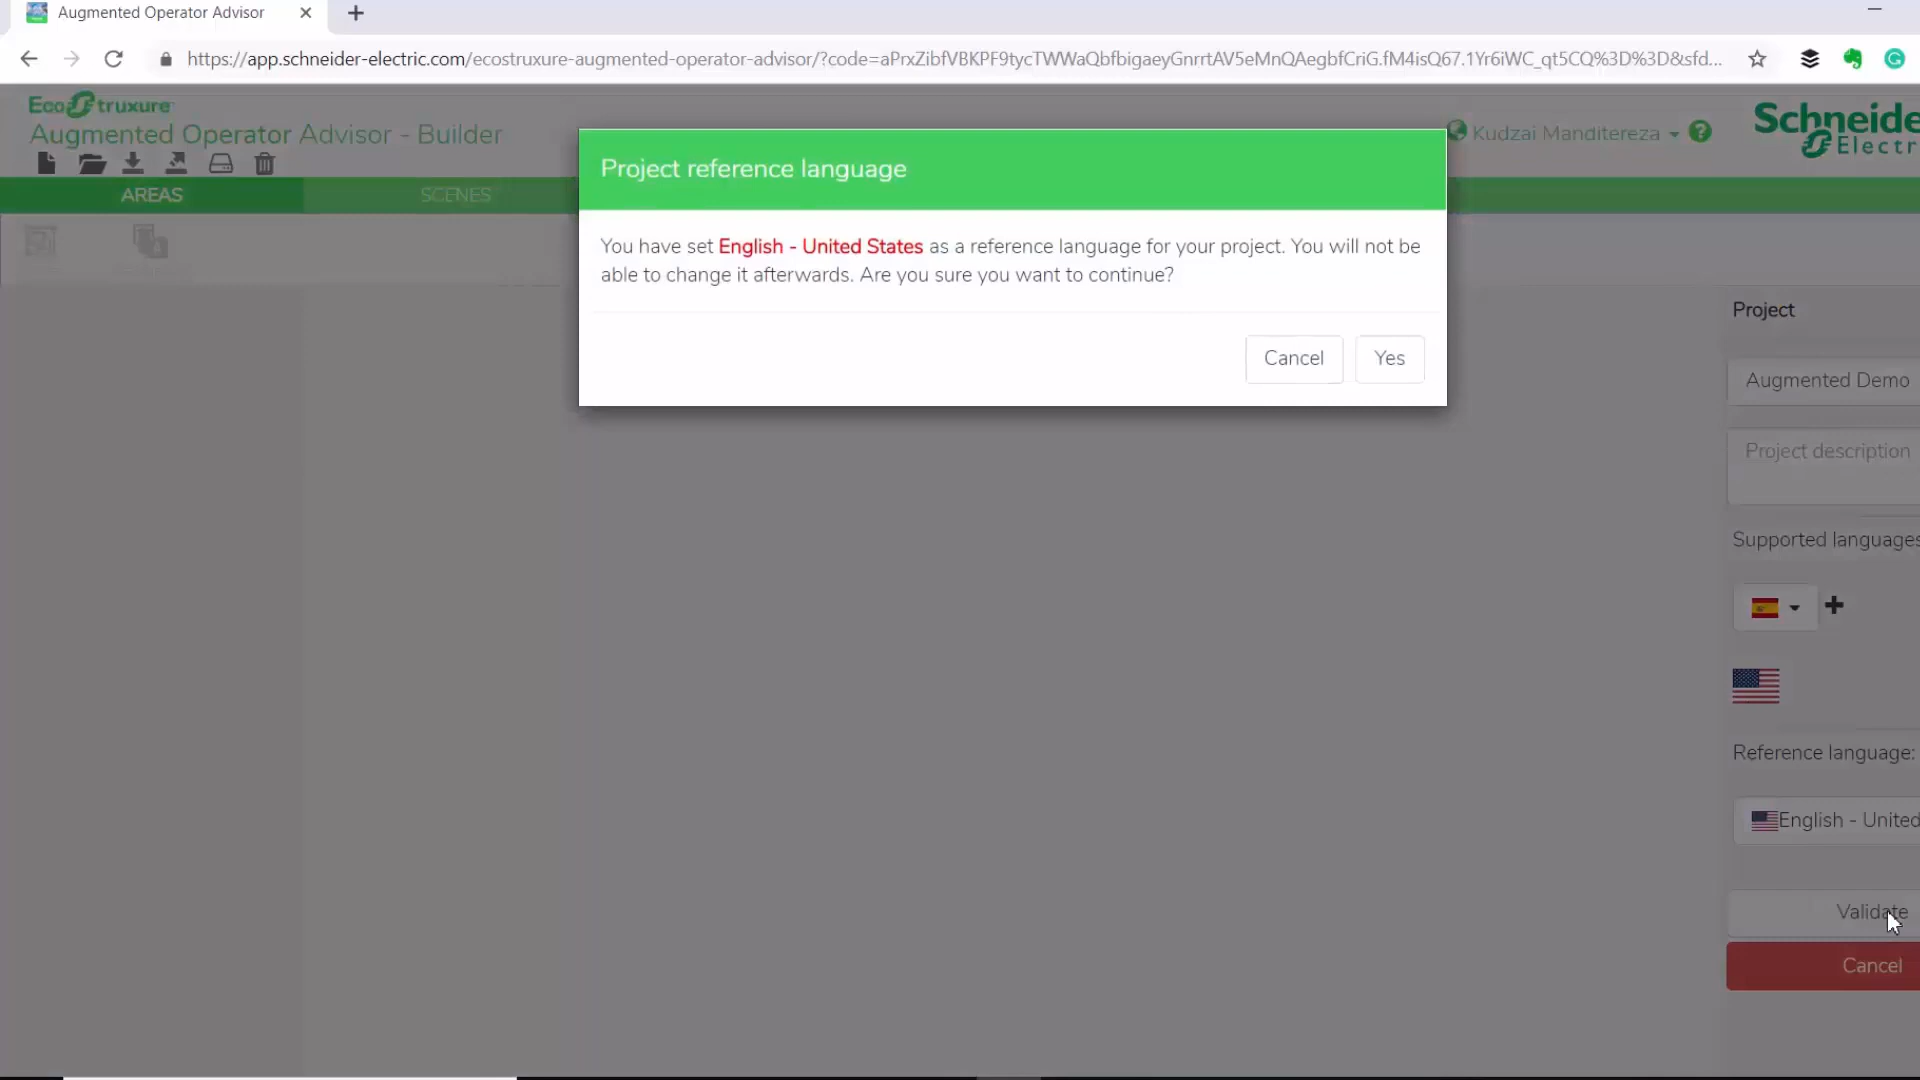 Augmented Operator Advisor
https://app.schneider-electric.com/ecostruxure-augmented-operator-advisor/?code=aPrxZibfVBKPF9tycTWWaQbfbigaeyGnrrtAV5eMnQAegbfCriG.fM4isQ67.1Yr6iWC_qt5CQ%3D%3D&sfd...
EcoStruxure
Augmented Operator Advisor - Builder
Kudzai Manditereza
Schneide
Electr
AREAS
SCENES
Project reference language
You have set English - United States as a reference language for your project. You will not be
able to change it afterwards. Are you sure you want to continue?
Cancel
Yes
Project
Augmented Demo
Project description
Supported languages
Reference language:
English - United
Validate
Cancel